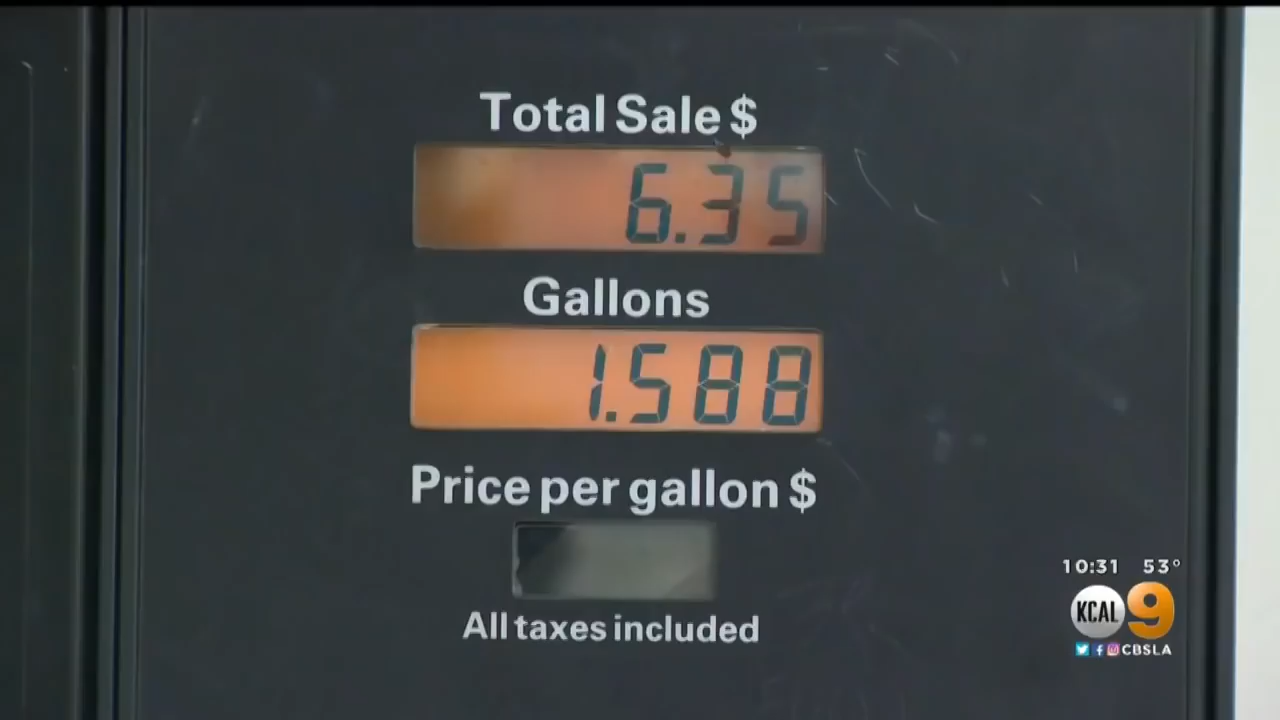 Total Sale $
6.35
Gallons
1.588
Price per gallon $
All taxes included
10:31 53°
KCAL 9
CBSLA